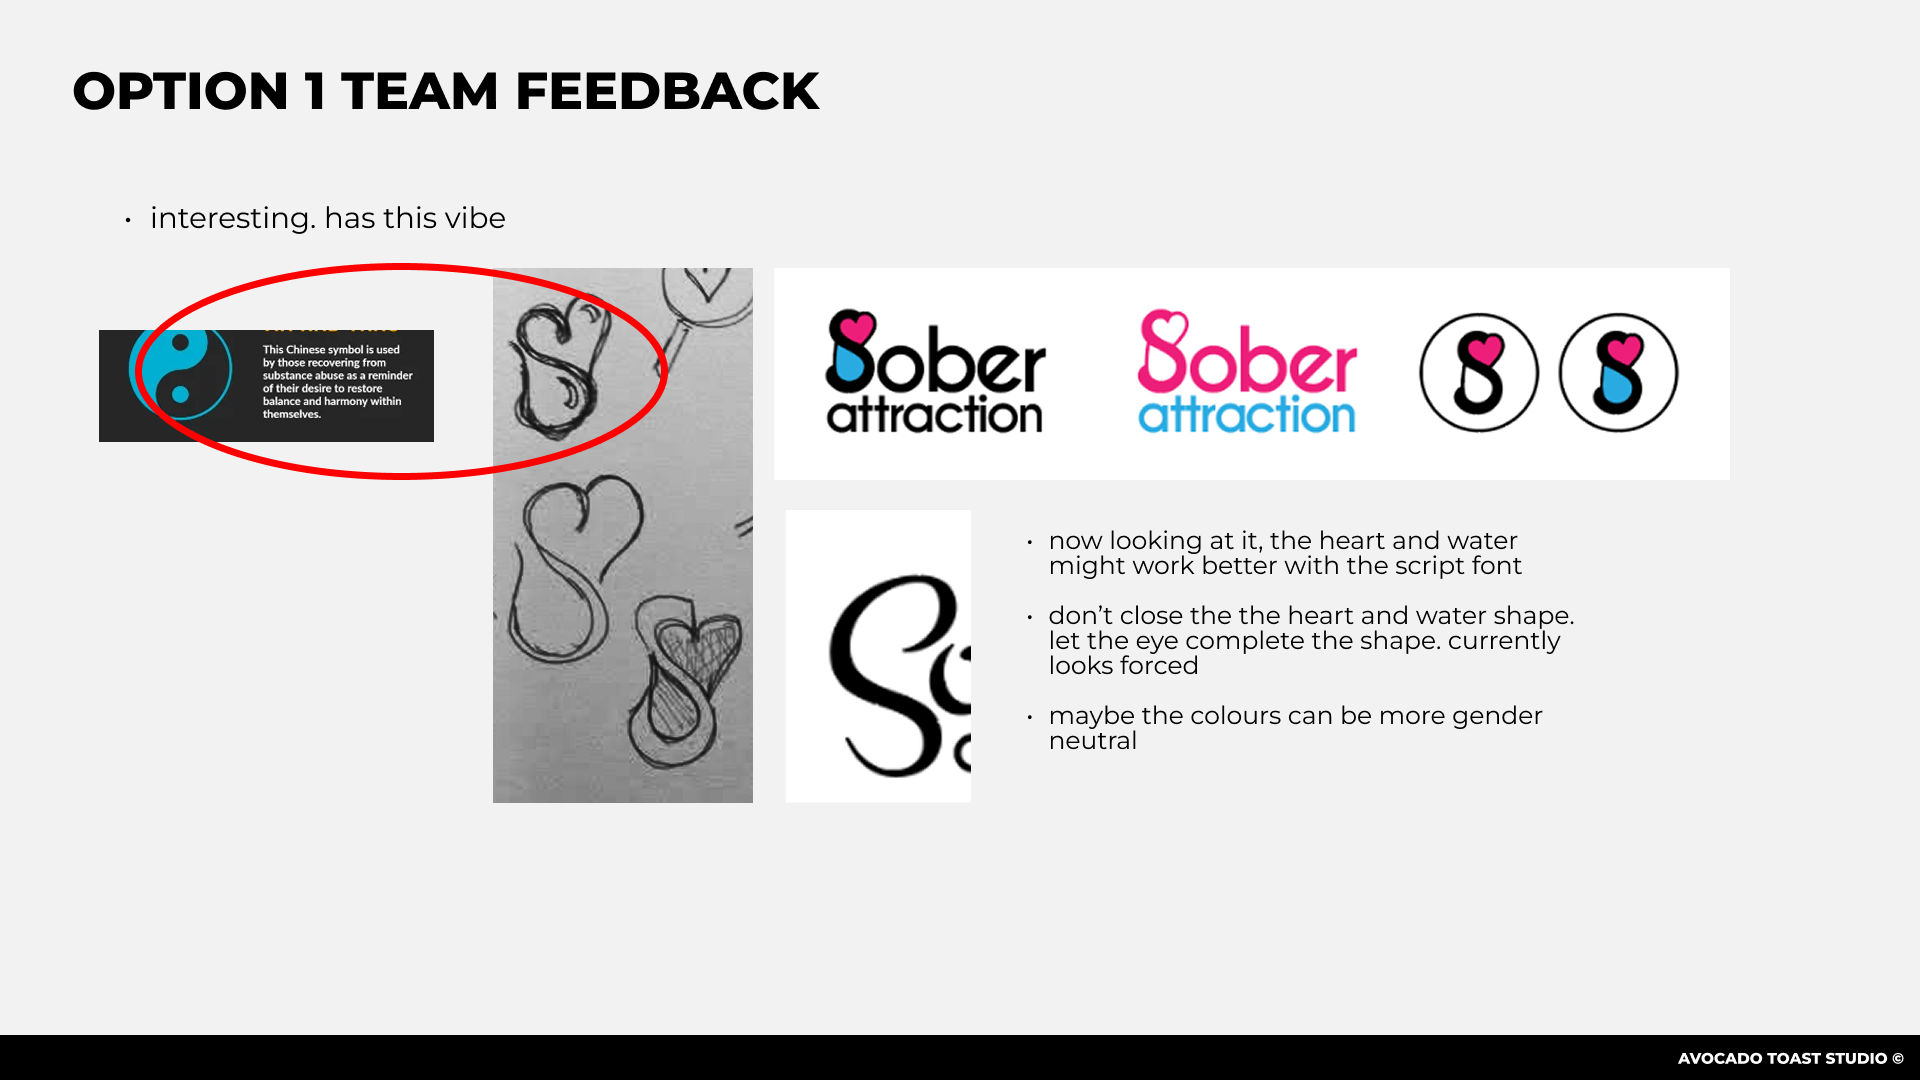 OPTION 1 TEAM FEEDBACK
• interesting. has this vibe
This Chinese symbol is used
by those recovering from
substance abuse as a reminder
of their desire to restore
balance and harmony within
themselves.
Sober
attraction
Sober
attraction
S
S
So
• now looking at it, the heart and water
might work better with the script font
• don’t close the the heart and water shape.
let the eye complete the shape. currently
looks forced
• maybe the colours can be more gender
neutral
AVOCADO TOAST STUDIO ©